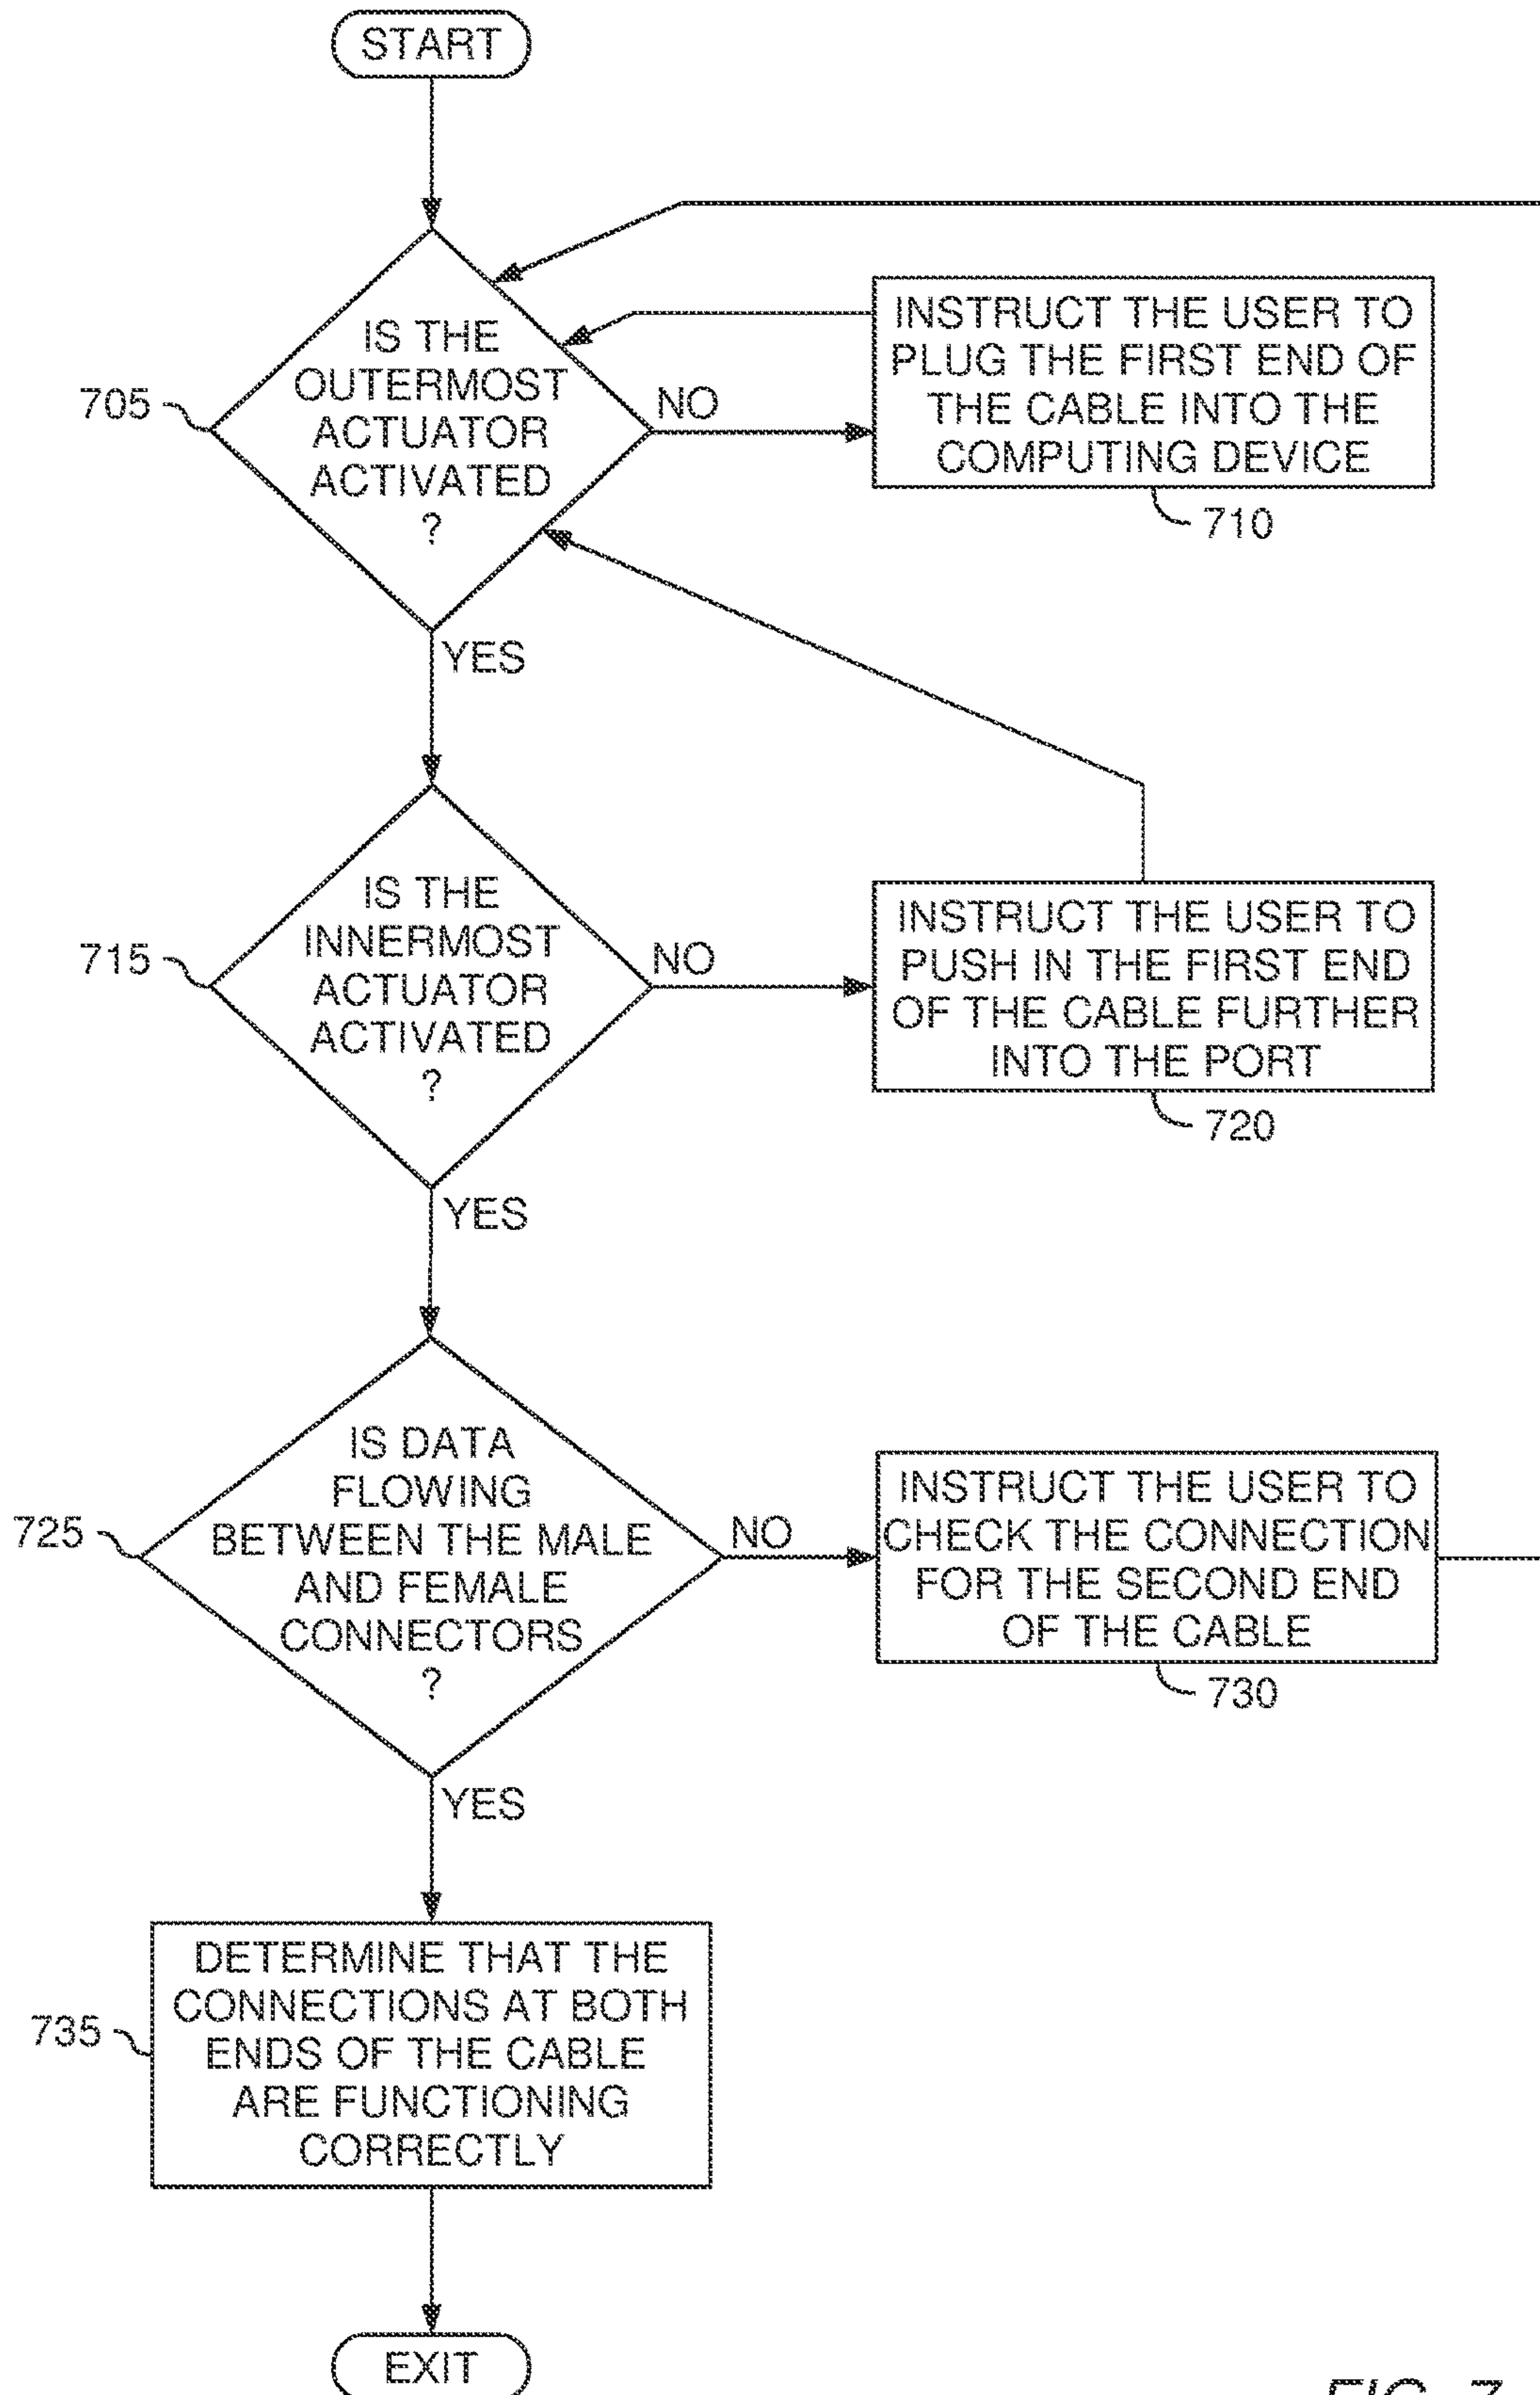 START
IS THE
OUTERMOST
ACTUATOR
ACTIVATED
?
705
NO
INSTRUCT THE USER TO
PLUG THE FIRST END OF
THE CABLE INTO THE
COMPUTING DEVICE
710
YES
IS THE
INNERMOST
ACTUATOR
ACTIVATED
?
715
NO
INSTRUCT THE USER TO
PUSH IN THE FIRST END
OF THE CABLE FURTHER
INTO THE PORT
720
YES
IS DATA
FLOWING
BETWEEN THE MALE
AND FEMALE
CONNECTORS
?
725
NO
INSTRUCT THE USER TO
CHECK THE CONNECTION
FOR THE SECOND END
OF THE CABLE
730
YES
DETERMINE THAT THE
CONNECTIONS AT BOTH
ENDS OF THE CABLE
ARE FUNCTIONING
CORRECTLY
735
EXIT
FIG. 7